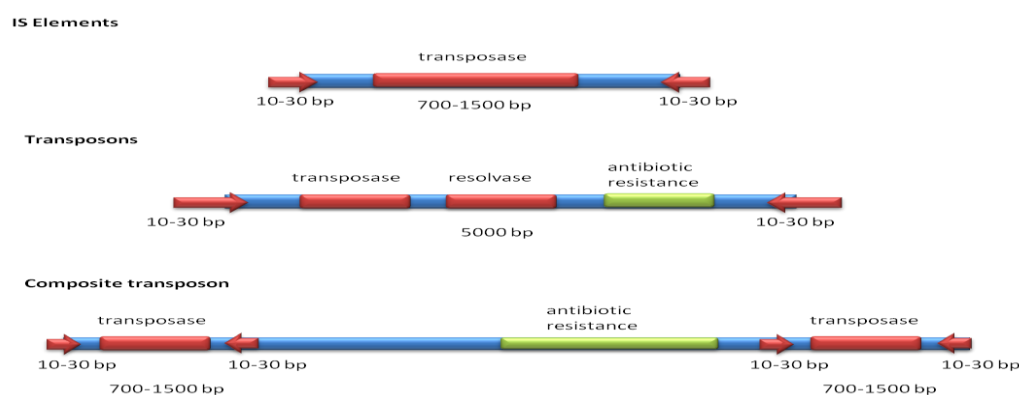 IS Elements
transposase
10-30 bp
700-1500 bp
10-30 bp
Transposons
transposase
resolvase
antibiotic
resistance
10-30 bp
5000 bp
10-30 bp
Composite transposon
transposase
antibiotic
resistance
transposase
10-30 bp
10-30 bp
10-30 bp
10-30 bp
700-1500 bp
700-1500 bp